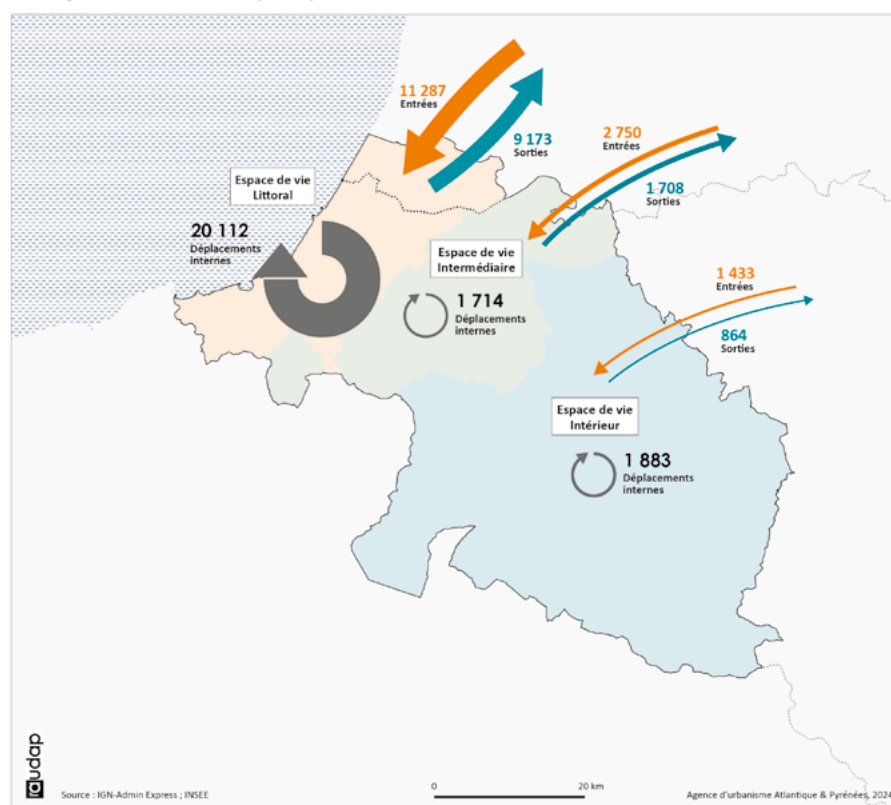 11 287
Entrées
9 173
Sorties
2 750
Entrées
1 708
Sorties
Espace de vie
Littoral
20 112
Déplacements
internes
Espace de vie
Intermédiaire
1 714
Déplacements
internes
1 433
Entrées
864
Sorties
Espace de vie
Intérieur
1 883
Déplacements
internes
audap
Source : IGN-Admin Express ; INSEE
0
20 km
Agence d'urbanisme Atlantique & Pyrénées, 2024